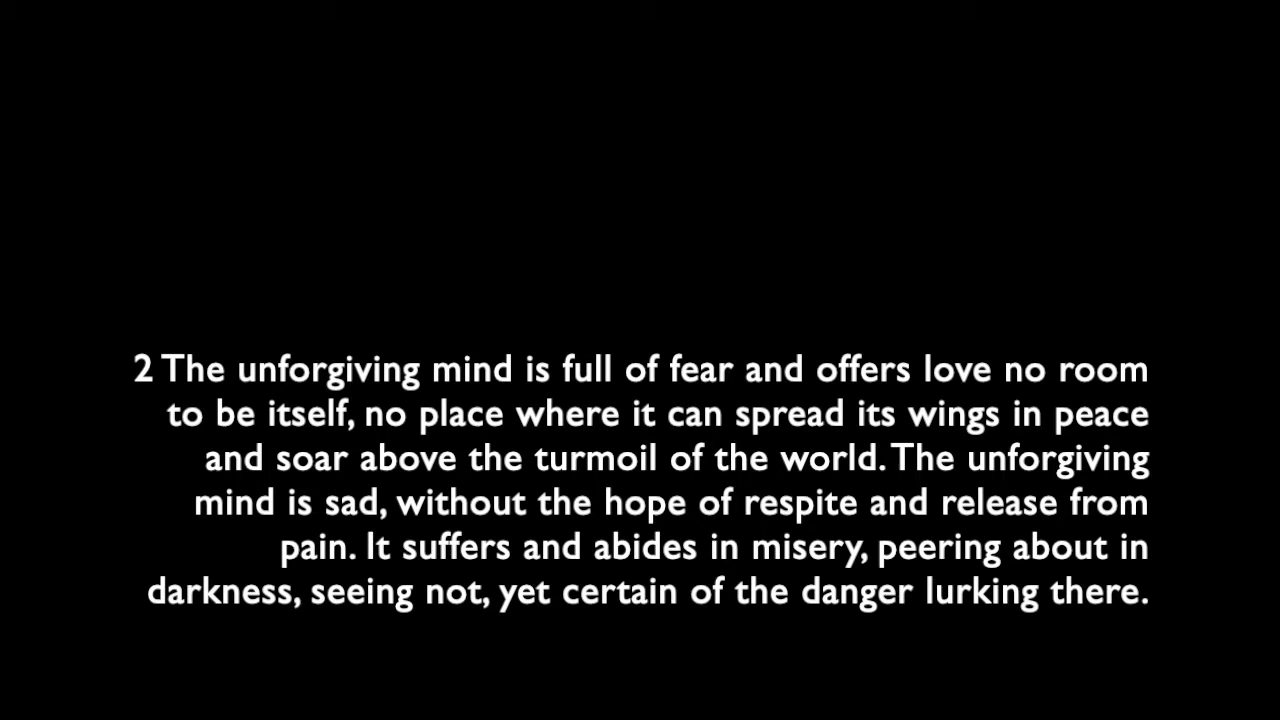 2 The unforgiving mind is full of fear and offers love no room
to be itself, no place where it can spread its wings in peace
and soar above the turmoil of the world. The unforgiving
mind is sad, without the hope of respite and release from
pain. It suffers and abides in misery, peering about in
darkness, seeing not, yet certain of the danger lurking there.